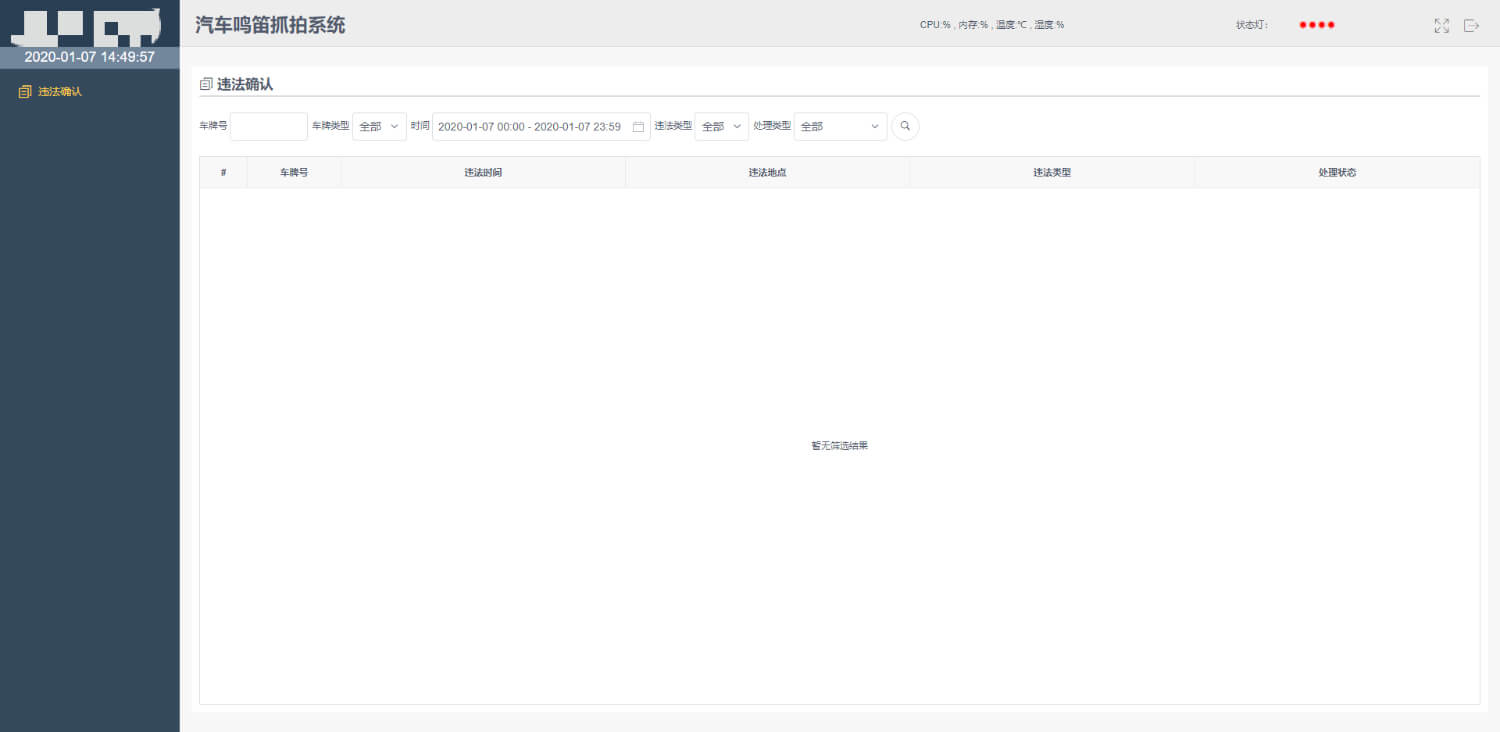 汽车鸣笛抓拍系统
CPU:% , 内存:% , 温度:℃ , 湿度:%
状态灯：
2020-01-07 14:49:57
违法确认
违法确认
车牌号 车牌类型 全部 时间 2020-01-07 00:00 - 2020-01-07 23:59 违法类型 全部 处理类型 全部
# 车牌号 违法时间 违法地点 违法类型 处理状态
暂无筛选结果